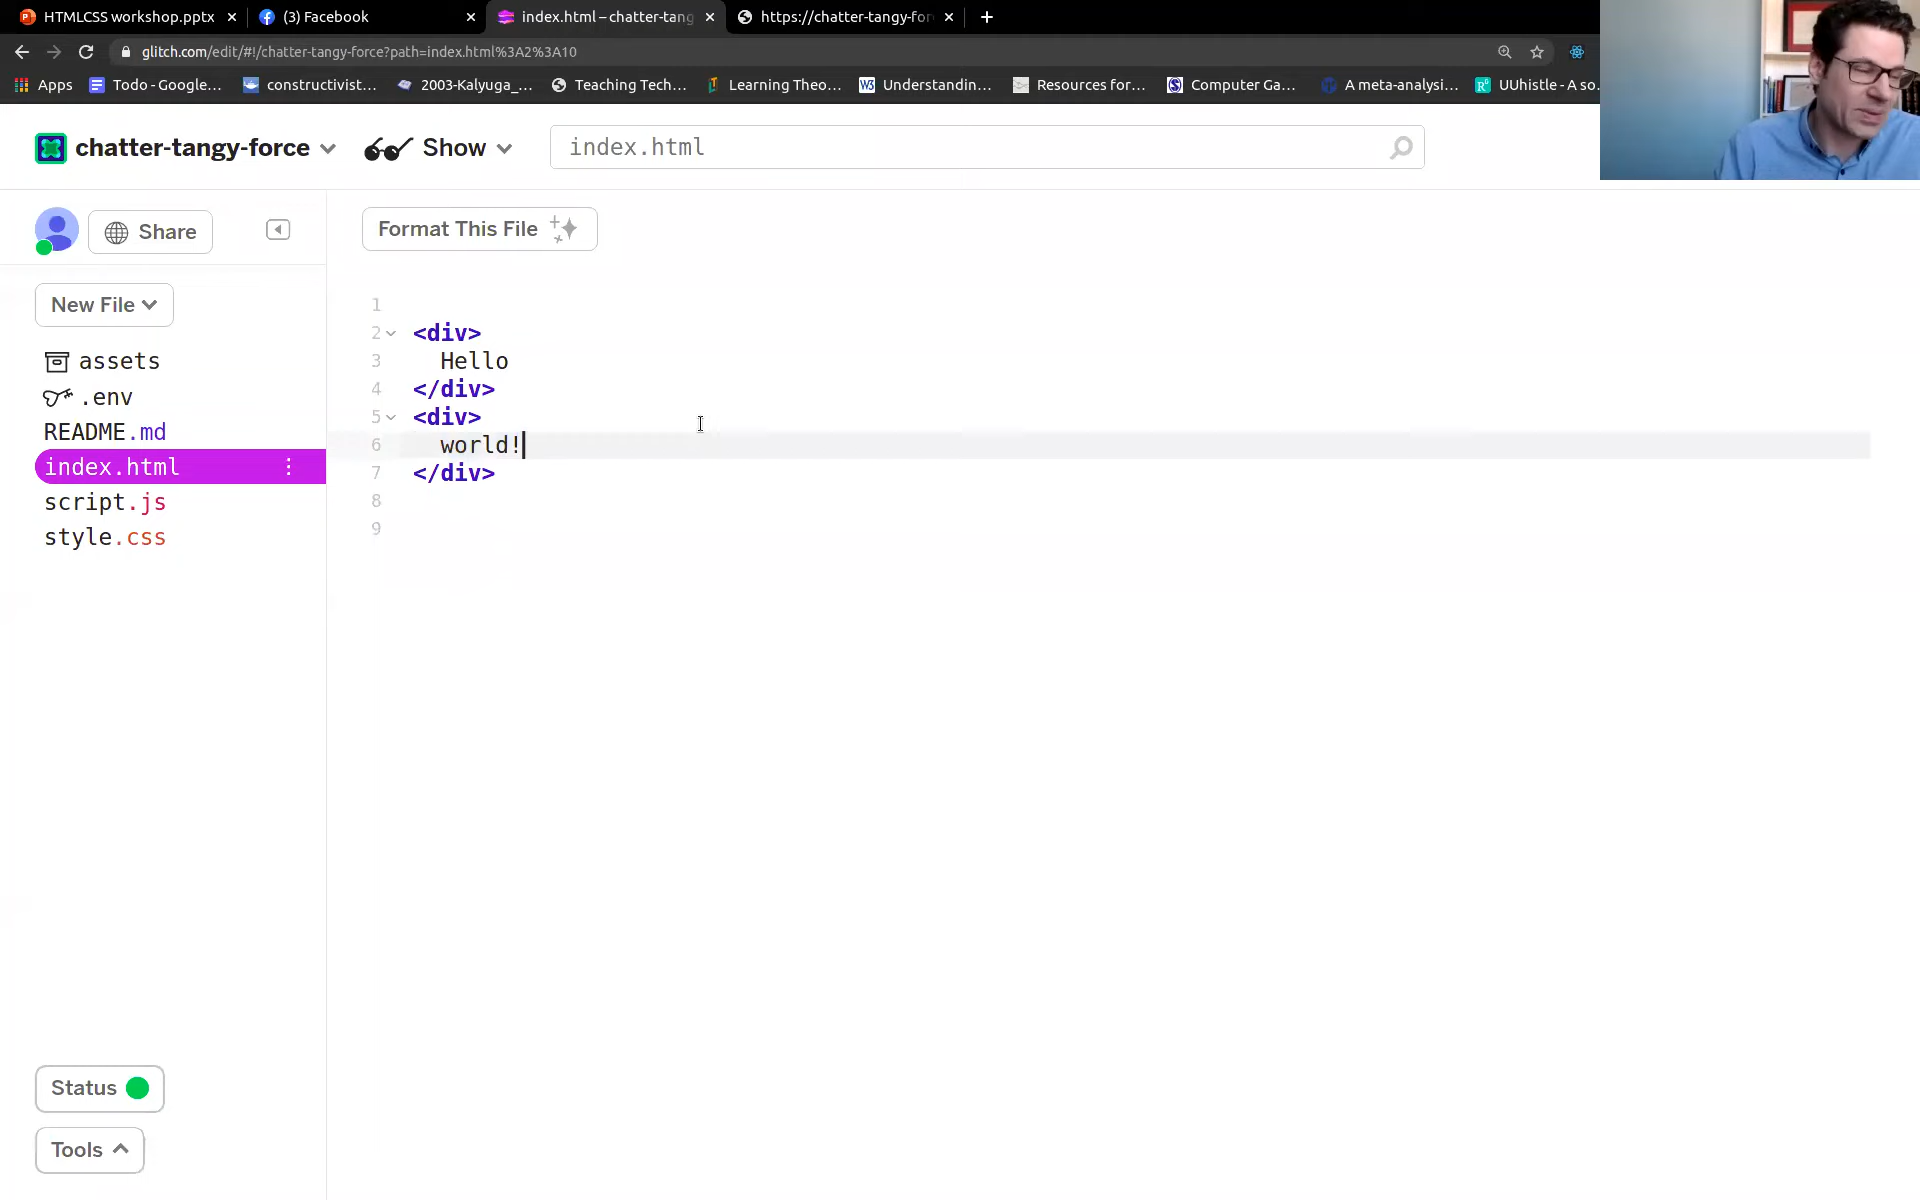 HTMLCSS workshop.pptx
(3) Facebook
index.html – chatter-tang
https://chatter-tangy-for
glitch.com/edit/#!/chatter-tangy-force?path=index.html%3A2%3A10
Apps
Todo - Google...
constructivist...
2003-Kalyuga_...
Teaching Tech...
Learning Theo...
Understandin...
Resources for...
Computer Ga...
A meta-analysi...
UUhistle - A so.
chatter-tangy-force
Show
index.html
Share
Format This File
New File
assets
.env
README.md
index.html
script.js
style.css
1
2 <div>
3 Hello
4 </div>
5 <div>
6 world!
7 </div>
8
9
Status
Tools